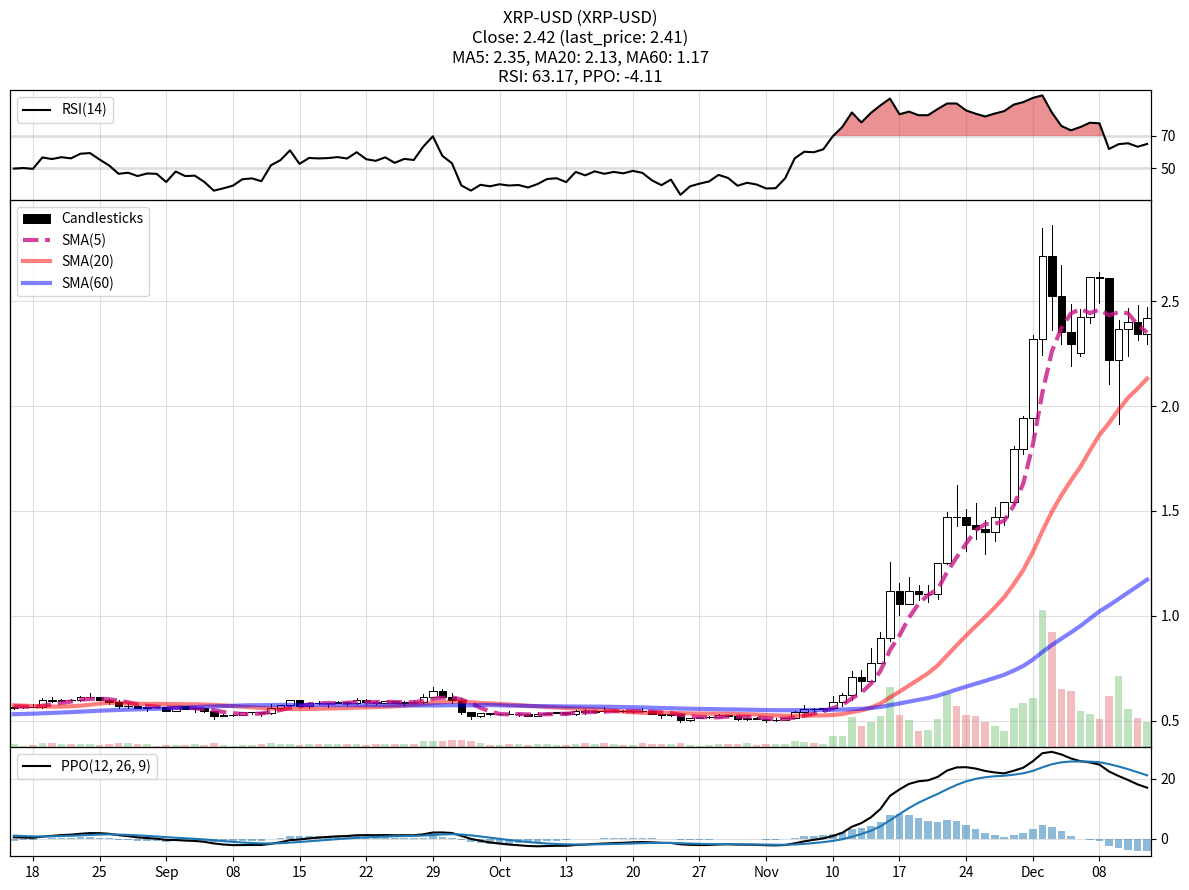 XRP-USD (XRP-USD)
Close: 2.42 (last_price: 2.41)
MA5: 2.35, MA20: 2.13, MA60: 1.17
RSI: 63.17, PPO: -4.11
RSI(14)
70
50
Candlesticks
SMA(5)
SMA(20)
SMA(60)
2.5
2.0
1.5
1.0
0.5
PPO(12, 26, 9)
20
0
18 25 Sep 08 15 22 29 Oct 13 20 27 Nov 10 17 24 Dec 08